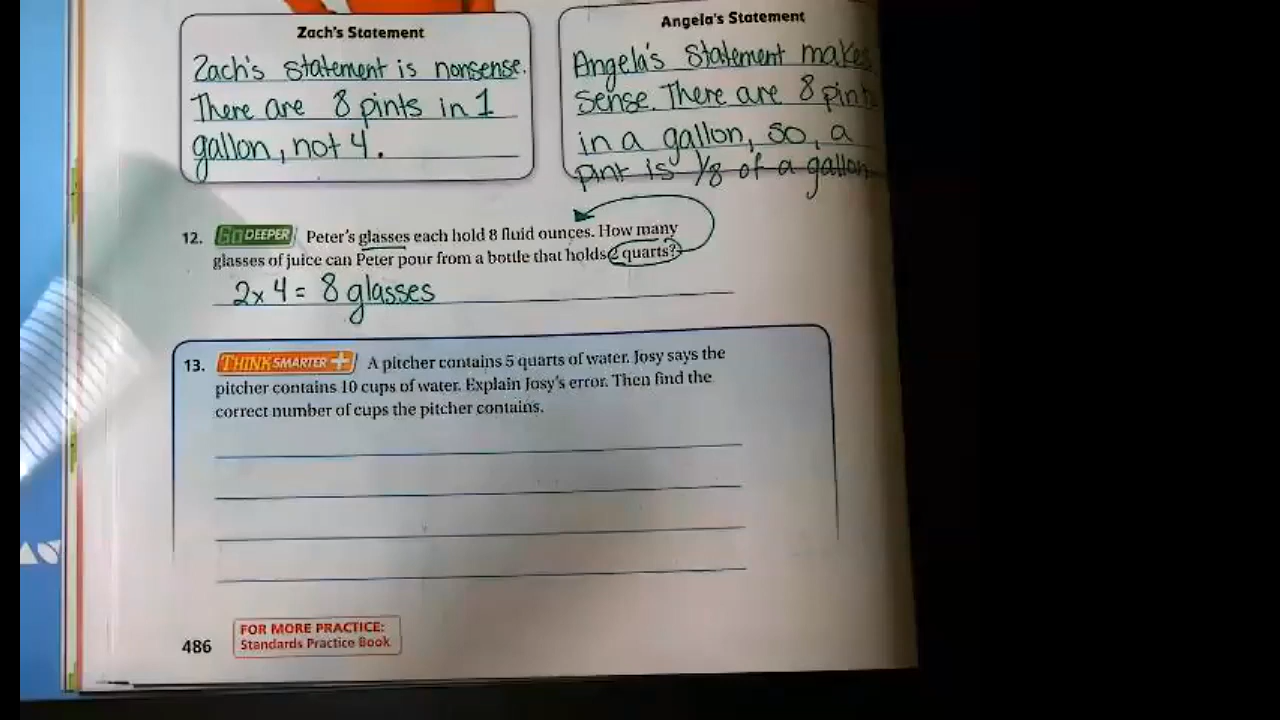 Zach's Statement
Zach's statement is nonsense.
There are 8 pints in 1
gallon, not 4.
Angela's Statement
Angela's statement makes
sense. There are 8 pints
in a gallon, so, a
pint is 1/8 of a gallon
12. GO DEEPER Peter's glasses each hold 8 fluid ounces. How many
glasses of juice can Peter pour from a bottle that holds 2 quarts?
2x4 = 8 glasses
13. THINK SMARTER + A pitcher contains 5 quarts of water. Josy says the
pitcher contains 10 cups of water. Explain Josy's error. Then find the
correct number of cups the pitcher contains.
486
FOR MORE PRACTICE:
Standards Practice Book